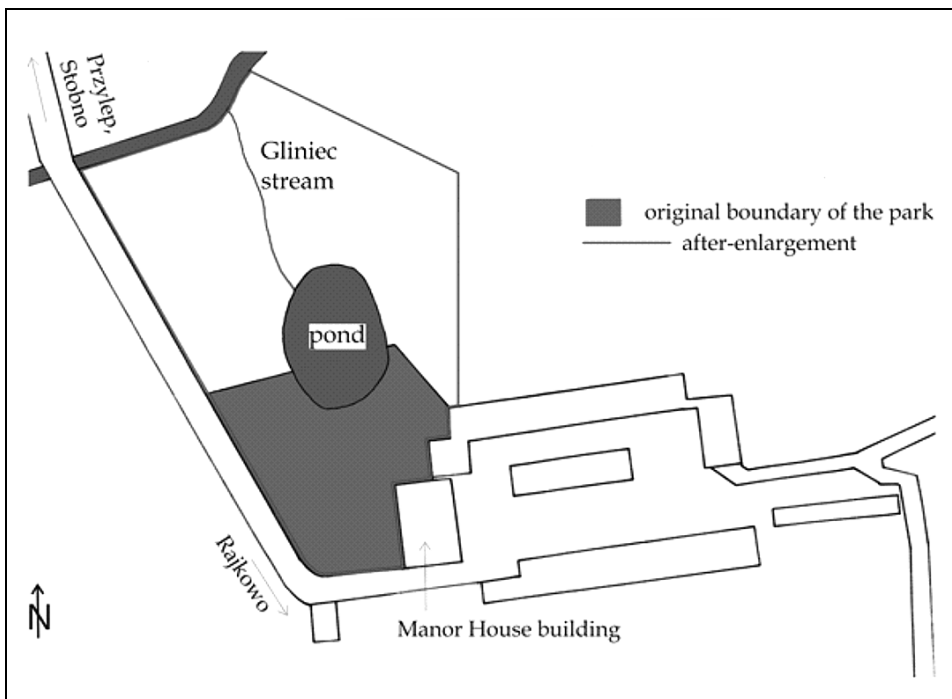 Przylep,
Stobno
Gliniec
stream
original boundary of the park
after-enlargement
pond
Rajkowo
N
Manor House building